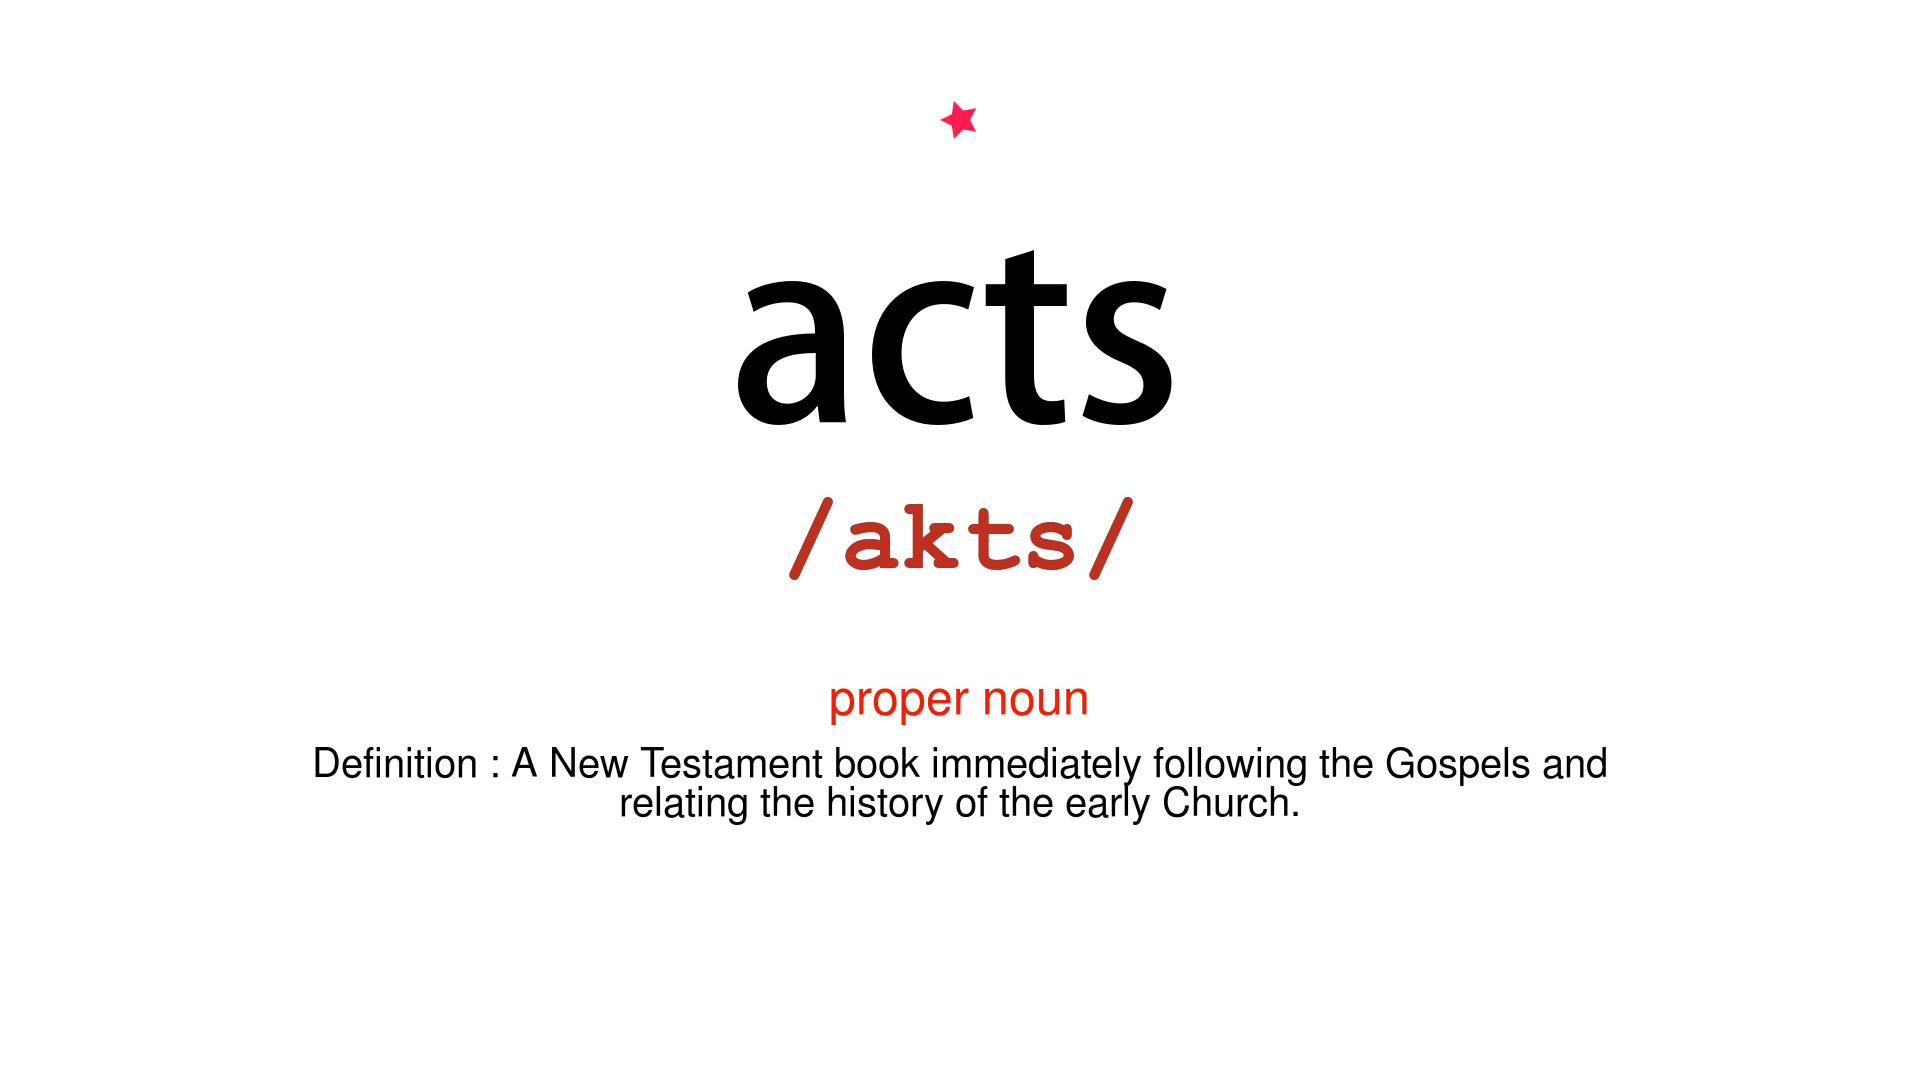 acts
/akts/
proper noun
Definition : A New Testament book immediately following the Gospels and
relating the history of the early Church.